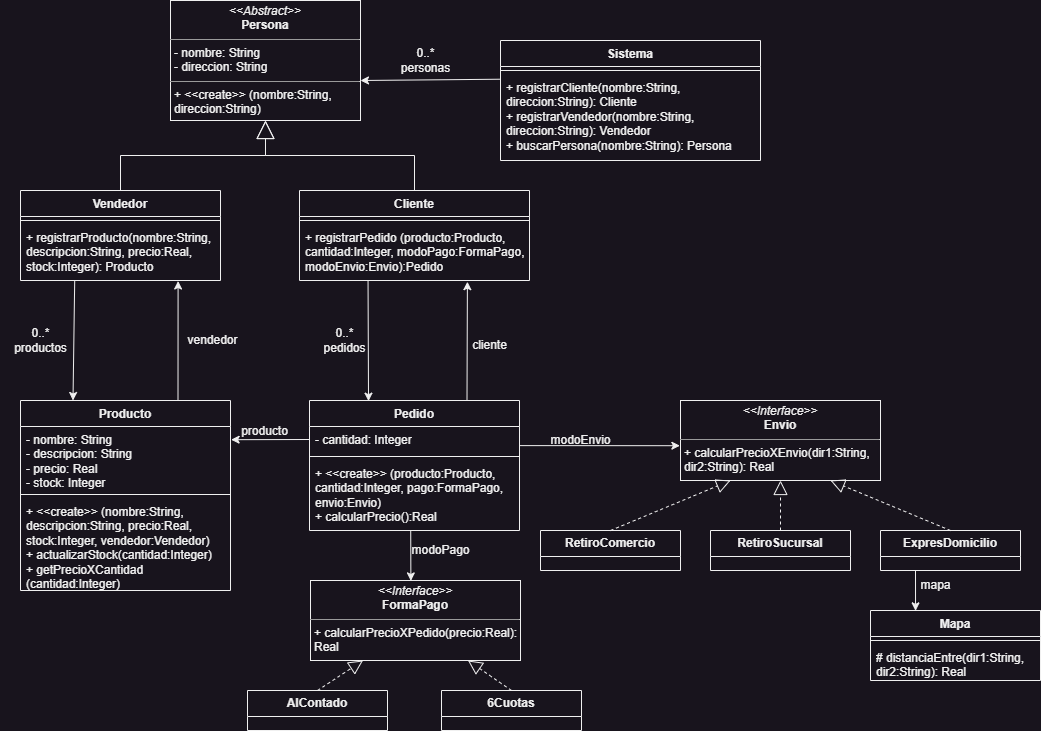 <<Abstract>>
Persona
- nombre: String
- direccion: String
+ <<create>> (nombre:String,
direccion:String)
0..*
personas
Sistema
+ registrarCliente(nombre:String,
direccion:String): Cliente
+ registrarVendedor(nombre:String,
direccion:String): Vendedor
+ buscarPersona(nombre:String): Persona
Vendedor
+ registrarProducto(nombre:String,
descripcion:String, precio:Real,
stock:Integer): Producto
Cliente
+ registrarPedido (producto:Producto,
cantidad:Integer, modoPago:FormaPago,
modoEnvio:Envio):Pedido
0..*
productos
vendedor
0..*
pedidos
cliente
Producto
- nombre: String
- descripcion: String
- precio: Real
- stock: Integer
+ <<create>> (nombre:String,
descripcion:String, precio:Real,
stock:Integer, vendedor:Vendedor)
+ actualizarStock(cantidad:Integer)
+ getPrecioXCantidad
(cantidad:Integer)
producto
Pedido
- cantidad: Integer
+ <<create>> (producto:Producto,
cantidad:Integer, pago:FormaPago,
envio:Envio)
+ calcularPrecio():Real
modoEnvio
<<Interface>>
Envio
+ calcularPrecioXEnvio(dir1:String,
dir2:String): Real
RetiroComercio
RetiroSucursal
ExpresDomicilio
modoPago
<<Interface>>
FormaPago
+ calcularPrecioXPedido(precio:Real):
Real
mapa
Mapa
# distanciaEntre(dir1:String,
dir2:String): Real
AlContado
6Cuotas